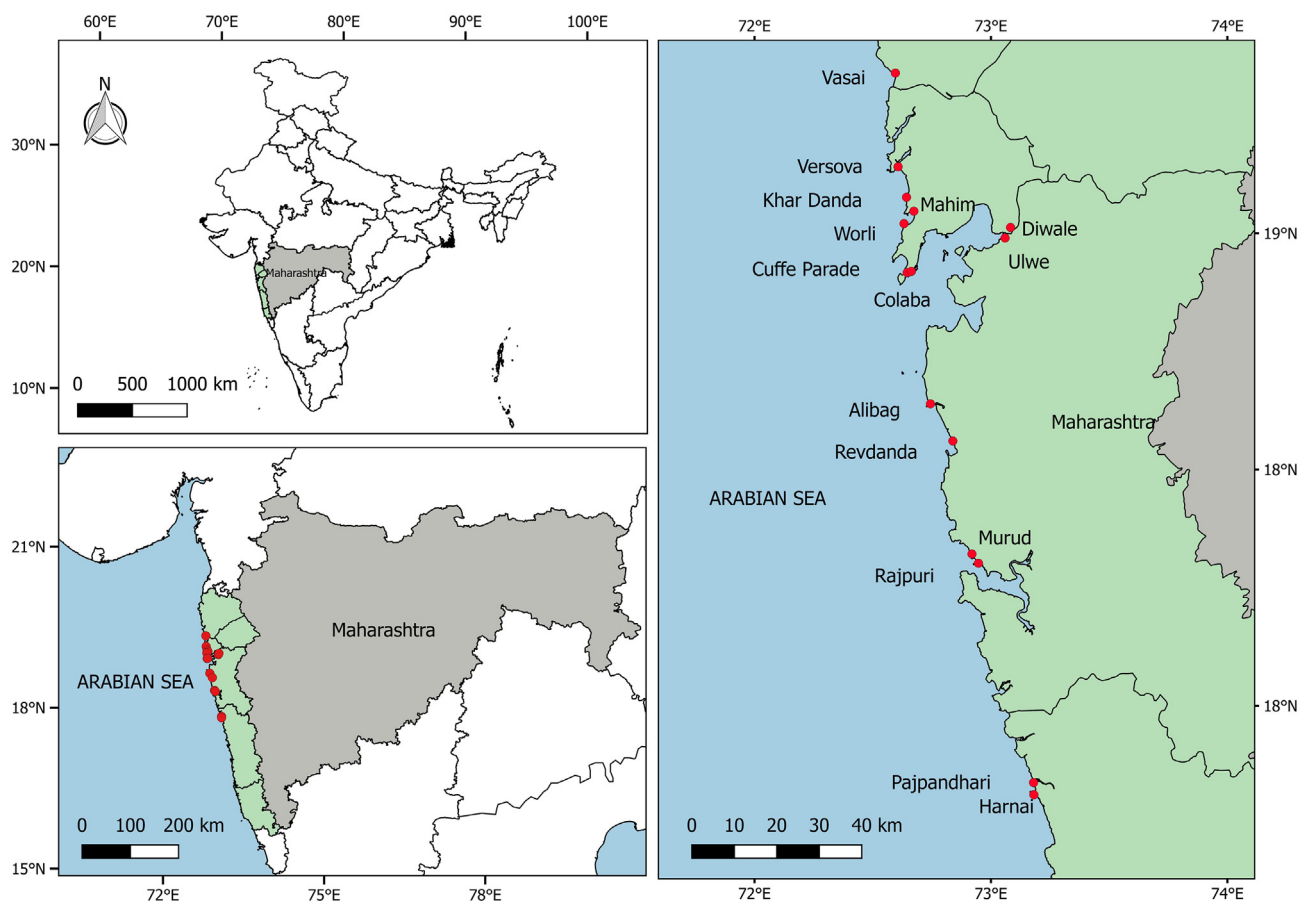 60°E 70°E 80°E 90°E 100°E
N
30°N
20°N
10°N
Maharashtra
0 500 1000 km
21°N
18°N
15°N
Maharashtra
ARABIAN SEA
0 100 200 km
72°E 75°E 78°E
72°E 73°E 74°E
Vasai
Versova
Khar Danda
Mahim
Worli
Diwale
Ulwe
Cuffe Parade
Colaba
19°N
Alibag
Maharashtra
Revdanda
18°N
ARABIAN SEA
Murud
Rajpuri
18°N
Pajpandhari
Harnai
0 10 20 30 40 km
72°E 73°E 74°E